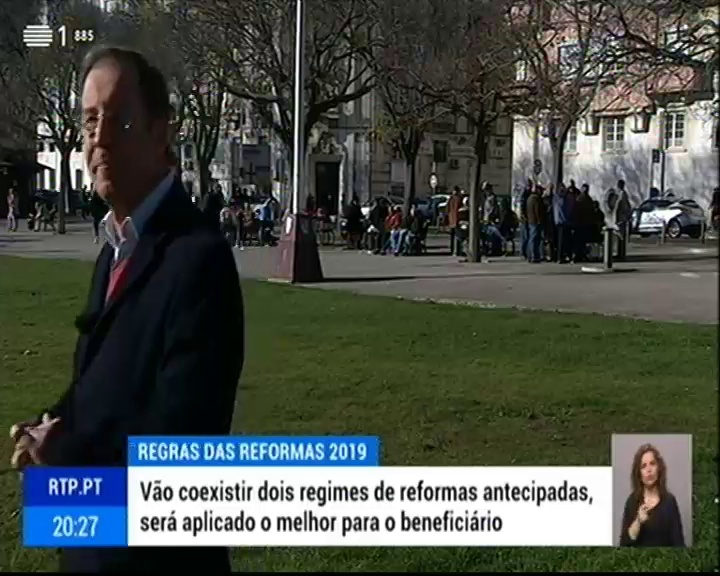 1 885
REGRAS DAS REFORMAS 2019
RTP.PT
Vão coexistir dois regimes de reformas antecipadas,
20:27
será aplicado o melhor para o beneficiário